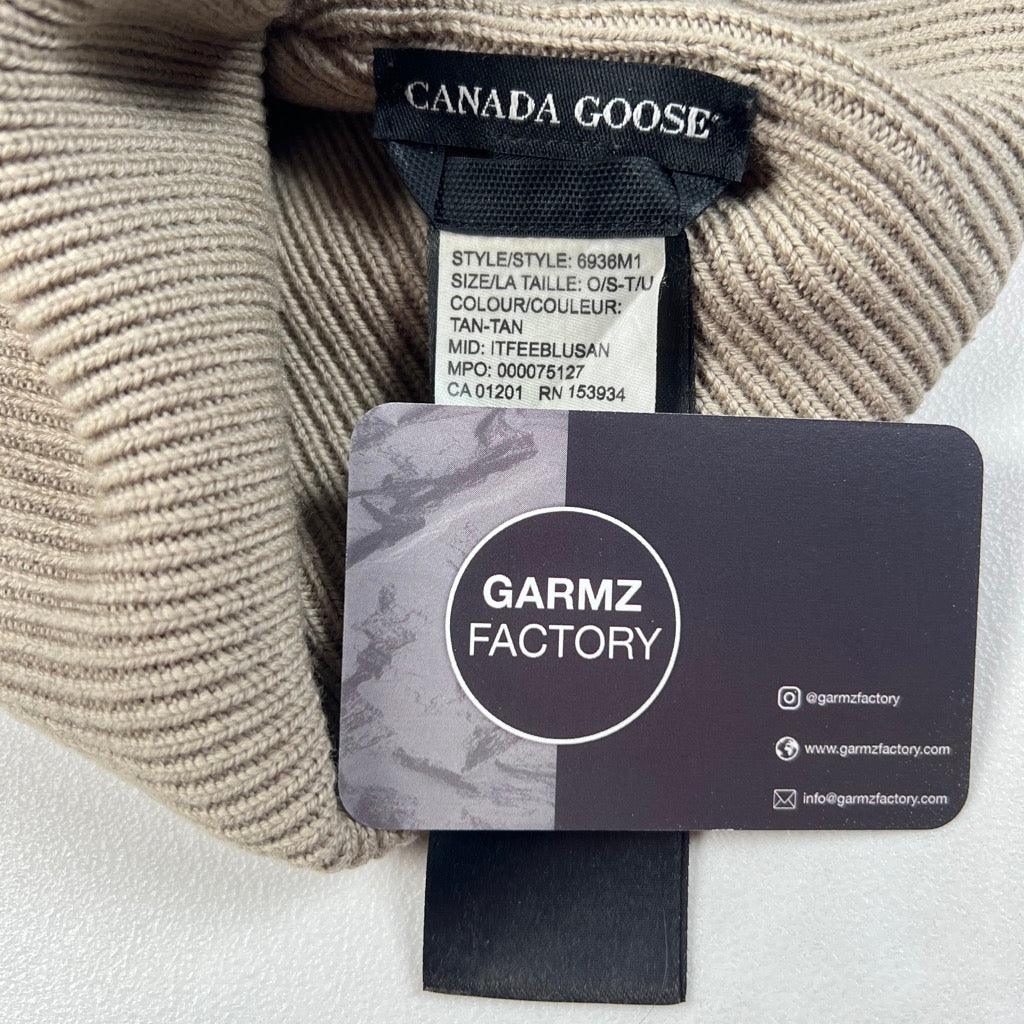 CANADA GOOSE
STYLE/STYLE: 6936M1
SIZE/LA TAILLE: O/S-T/U
COLOUR/COULEUR:
TAN-TAN
MID: ITFEEBLUSAN
MPO: 000075127
CA 01201 RN 153934
GARMZ
FACTORY
@garmzfactory
www.garmzfactory.com
info@garmzfactory.com